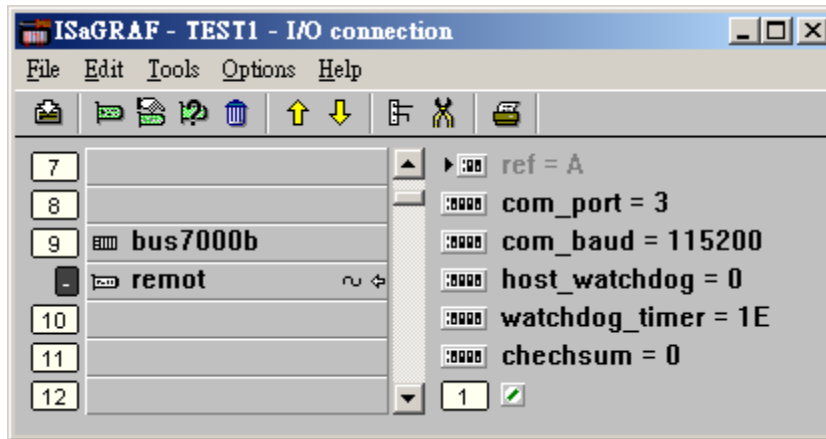 ISaGRAF - TEST1 - I/O connection
File Edit Tools Options Help
7
8
9 bus7000b
remot
10
11
12
ref = A
com_port = 3
com_baud = 115200
host_watchdog = 0
watchdog_timer = 1E
chechsum = 0
1